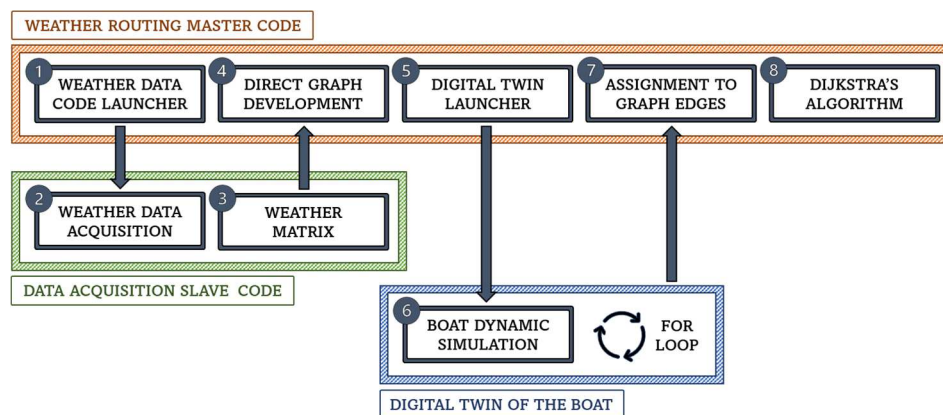 WEATHER ROUTING MASTER CODE
1
WEATHER DATA
CODE LAUNCHER
4
DIRECT GRAPH
DEVELOPMENT
5
DIGITAL TWIN
LAUNCHER
7
ASSIGNMENT TO
GRAPH EDGES
8
DIJKSTRA'S
ALGORITHM
2
WEATHER DATA
ACQUISITION
3
WEATHER
MATRIX
DATA ACQUISITION SLAVE CODE
6
BOAT DYNAMIC
SIMULATION
FOR
LOOP
DIGITAL TWIN OF THE BOAT